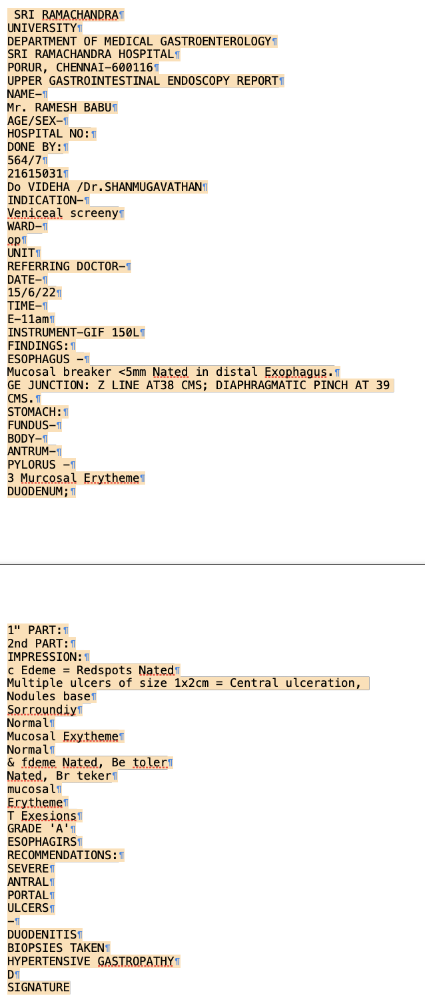 SRI RAMACHANDRA
UNIVERSITY
DEPARTMENT OF MEDICAL GASTROENTEROLOGY
SRI RAMACHANDRA HOSPITAL
PORUR, CHENNAI-600116
UPPER GASTROINTESTINAL ENDOSCOPY REPORT
NAME-
Mr. RAMESH BABU
AGE/SEX-
HOSPITAL NO:
DONE BY:
564/7
21615031
Do VIDEHA /Dr.SHANMUGAVATHAN
INDICATION-
Veniceal screeny
WARD-
op
UNIT
REFERRING DOCTOR-
DATE-
15/6/22
TIME-
E-11am
INSTRUMENT-GIF 150L
FINDINGS:
ESOPHAGUS -
Mucosal breaker <5mm Nated in distal Exophagus.
GE JUNCTION: Z LINE AT38 CMS; DIAPHRAGMATIC PINCH AT 39
CMS.
STOMACH:
FUNDUS-
BODY-
ANTRUM-
PYLORUS -
3 Murcosal Erytheme
DUODENUM;
1" PART:
2nd PART:
IMPRESSION:
c Edeme = Redspots Nated
Multiple ulcers of size 1x2cm = Central ulceration,
Nodules base
Sorroundiy
Normal
Mucosal Exytheme
Normal
& fdeme Nated, Be toler
Nated, Br teker
mucosal
Erytheme
T Exesions
GRADE 'A'
ESOPHAGIRS
RECOMMENDATIONS:
SEVERE
ANTRAL
PORTAL
ULCERS
-
DUODENITIS
BIOPSIES TAKEN
HYPERTENSIVE GASTROPATHY
D
SIGNATURE